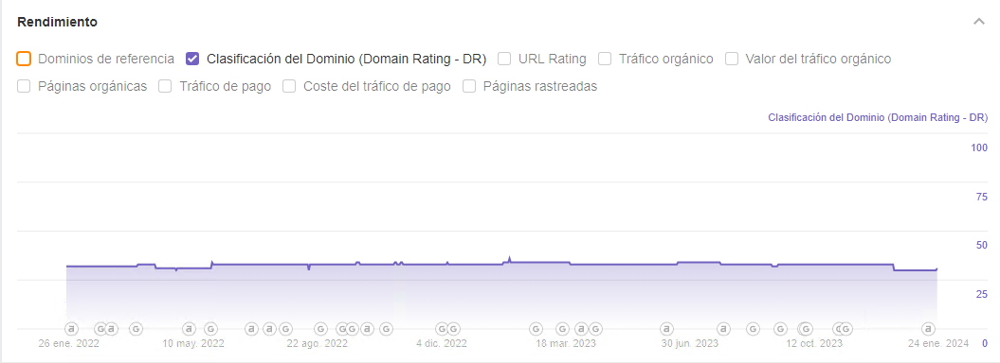 Rendimiento
Dominios de referencia Clasificación del Dominio (Domain Rating - DR) URL Rating Tráfico orgánico Valor del tráfico orgánico
Páginas orgánicas Tráfico de pago Coste del tráfico de pago Páginas rastreadas
Clasificación del Dominio (Domain Rating - DR)
100
75
50
25
a G a G a G a a G G G G a G G G G G a G a a G G G G G G a
26 ene. 2022 10 may. 2022 22 ago. 2022 4 dic. 2022 18 mar. 2023 30 jun. 2023 12 oct. 2023 24 ene. 2024 0